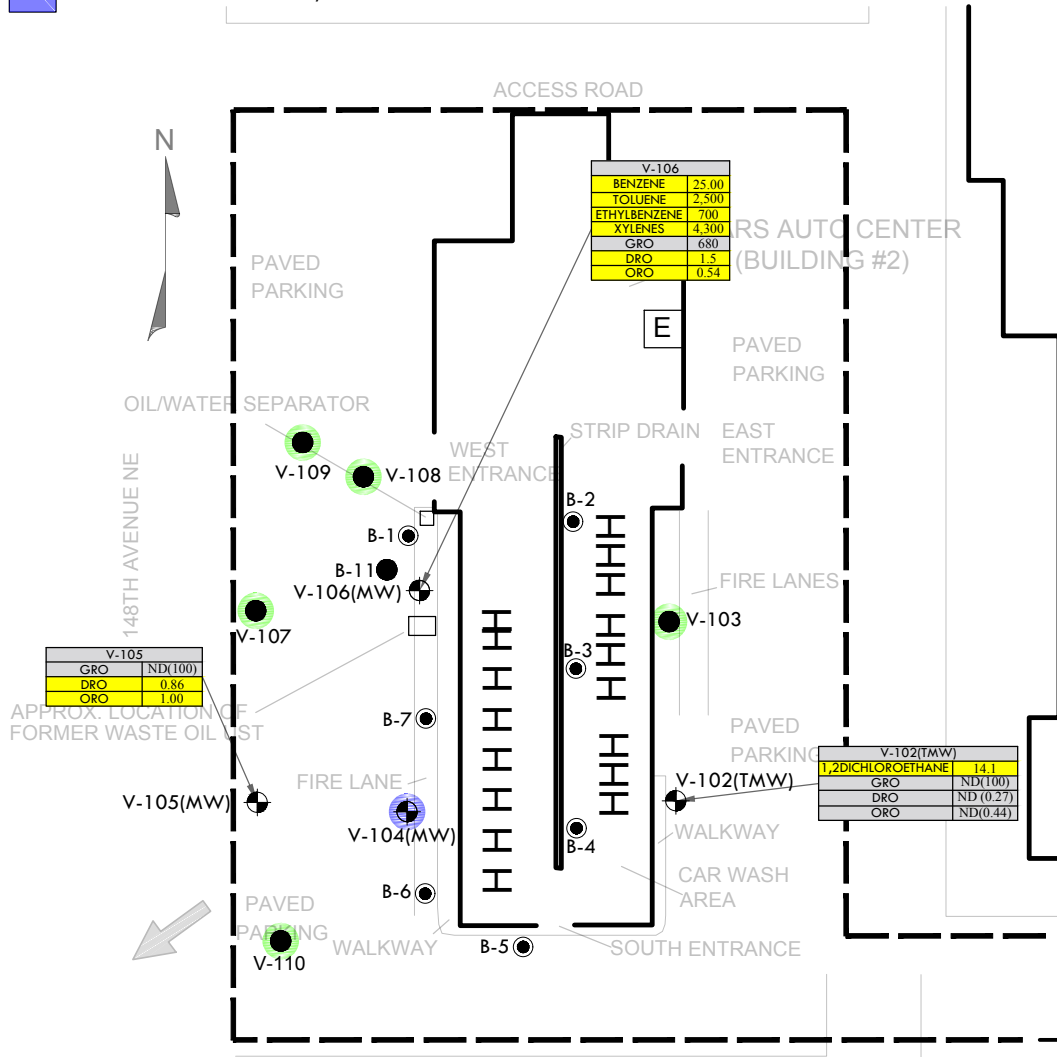 ACCESS ROAD
N
V-106
BENZENE 25.00
TOLUENE 2,500
ETHYLBENZENE 700
XYLENES 4,300
GRO 680
DRO 1.5
ORO 0.54
ARS AUTO CENTER
(BUILDING #2)
PAVED
PARKING
E
PAVED
PARKING
OIL/WATER SEPARATOR
STRIP DRAIN
EAST
ENTRANCE
WEST
ENTRANCE
V-109
V-108
B-2
B-1
148TH AVENUE NE
B-11
V-106(MW)
FIRE LANES
V-107
V-103
B-3
V-105
GRO ND(100)
DRO 0.86
ORO 1.00
APPROX. LOCATION OF
FORMER WASTE OIL UST
B-7
PAVED
PARKING
V-102(TMW)
1,2DICHLOROETHANE 14.1
GRO ND(100)
DRO ND (0.27)
ORO ND(0.44)
FIRE LANE
V-102(TMW)
V-105(MW)
V-104(MW)
B-4
WALKWAY
CAR WASH
AREA
B-6
PAVED
PARKING
WALKWAY
B-5
SOUTH ENTRANCE
V-110